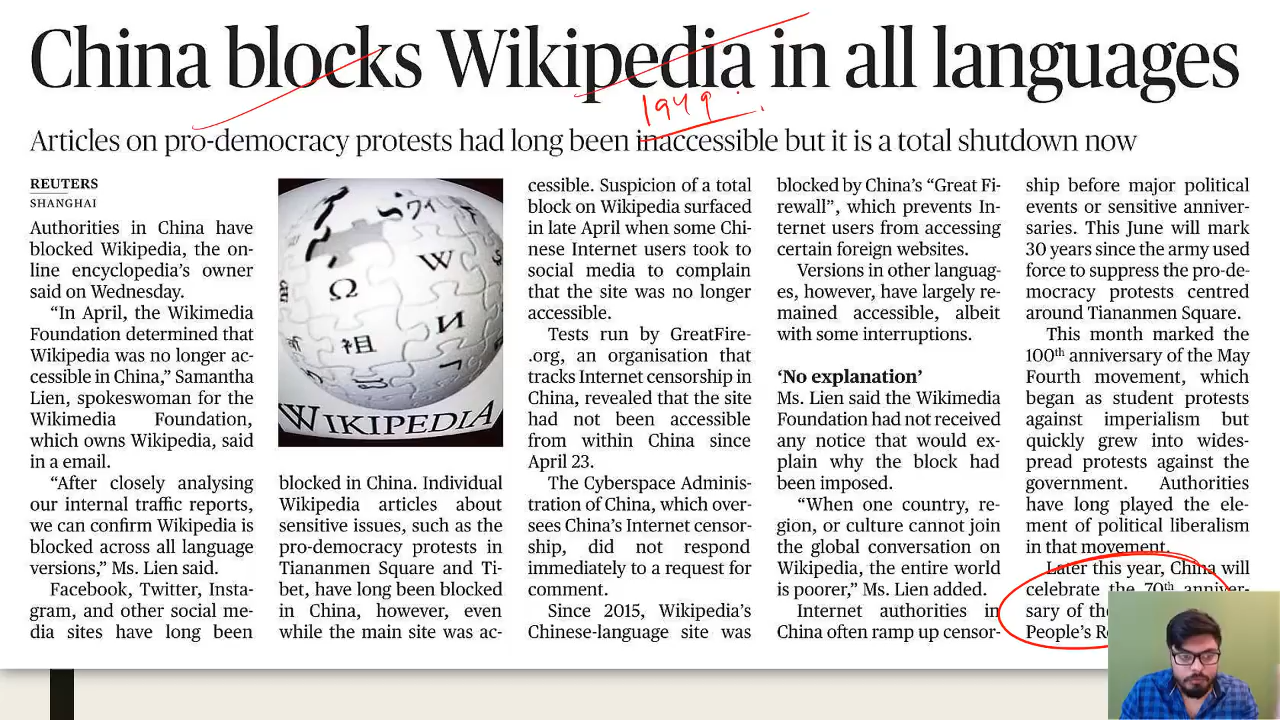 China blocks Wikipedia in all languages
1949
Articles on pro-democracy protests had long been inaccessible but it is a total shutdown now
REUTERS
SHANGHAI
Authorities in China have
blocked Wikipedia, the on-
line encyclopedia's owner
said on Wednesday.
“In April, the Wikimedia
Foundation determined that
Wikipedia was no longer ac-
cessible in China,” Samantha
Lien, spokeswoman for the
Wikimedia Foundation,
which owns Wikipedia, said
in a email.
“After closely analysing
our internal traffic reports,
we can confirm Wikipedia is
blocked across all language
versions,” Ms. Lien said.
Facebook, Twitter, Insta-
gram, and other social me-
dia sites have long been
Ω
W
И
祖
WIKIPEDIA
blocked in China. Individual
Wikipedia articles about
sensitive issues, such as the
pro-democracy protests in
Tiananmen Square and Ti-
bet, have long been blocked
in China, however, even
while the main site was ac-
cessible. Suspicion of a total
block on Wikipedia surfaced
in late April when some Chi-
nese Internet users took to
social media to complain
that the site was no longer
accessible.
Tests run by GreatFire-
.org, an organisation that
tracks Internet censorship in
China, revealed that the site
had not been accessible
from within China since
April 23.
The Cyberspace Adminis-
tration of China, which over-
sees China's Internet censor-
ship, did not respond
immediately to a request for
comment.
Since 2015, Wikipedia's
Chinese-language site was
blocked by China's “Great Fi-
rewall”, which prevents In-
ternet users from accessing
certain foreign websites.
Versions in other languag-
es, however, have largely re-
mained accessible, albeit
with some interruptions.
‘No explanation’
Ms. Lien said the Wikimedia
Foundation had not received
any notice that would ex-
plain why the block had
been imposed.
“When one country, re-
gion, or culture cannot join
the global conversation on
Wikipedia, the entire world
is poorer,” Ms. Lien added.
Internet authorities in
China often ramp up censor-
ship before major political
events or sensitive anniver-
saries. This June will mark
30 years since the army used
force to suppress the pro-de-
mocracy protests centred
around Tiananmen Square.
This month marked the
100th anniversary of the May
Fourth movement, which
began as student protests
against imperialism but
quickly grew into wides-
pread protests against the
government. Authorities
have long played the ele-
ment of political liberalism
in that movement.
Later this year, China will
celebrate the 70th anniver-
sary of the
People's